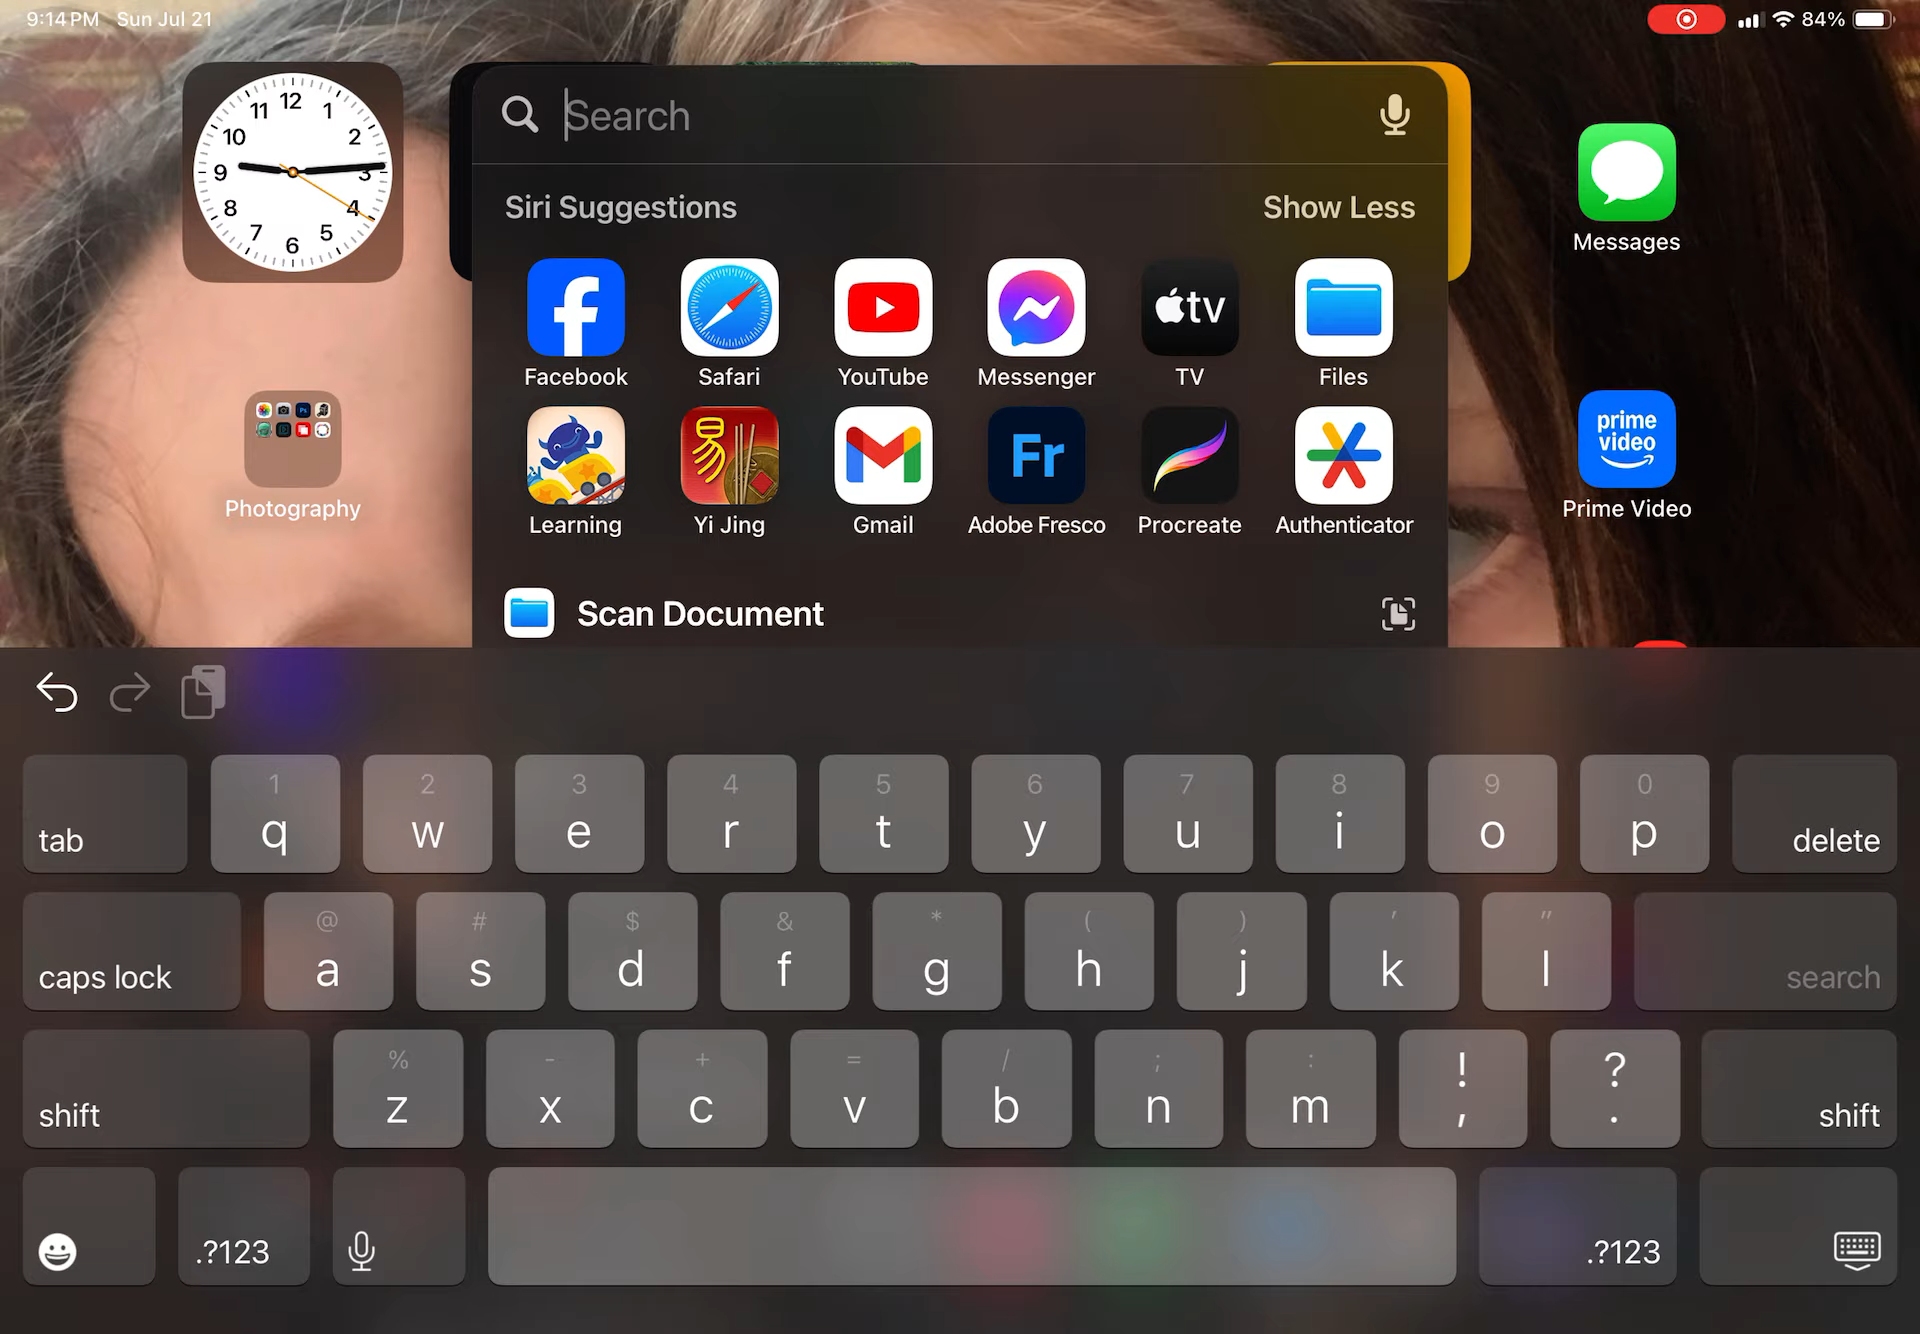 9:14 PM Sun Jul 21
84%
12
11 1
10 2
9 3
8 4
7 5
6
Search
Siri Suggestions Show Less
Messages
tv
Facebook Safari YouTube Messenger TV Files
prime video
易 Fr
Photography
Learning Yi Jing Gmail Adobe Fresco Procreate Authenticator
Prime Video
Scan Document
1 2 3 4 5 6 7 8 9 0
tab q w e r t y u i o p delete
@ # $ & * ( ) ' "
caps lock a s d f g h j k l search
% - + = / ; : ! ?
shift z x c v b n m , . shift
.?123 .?123